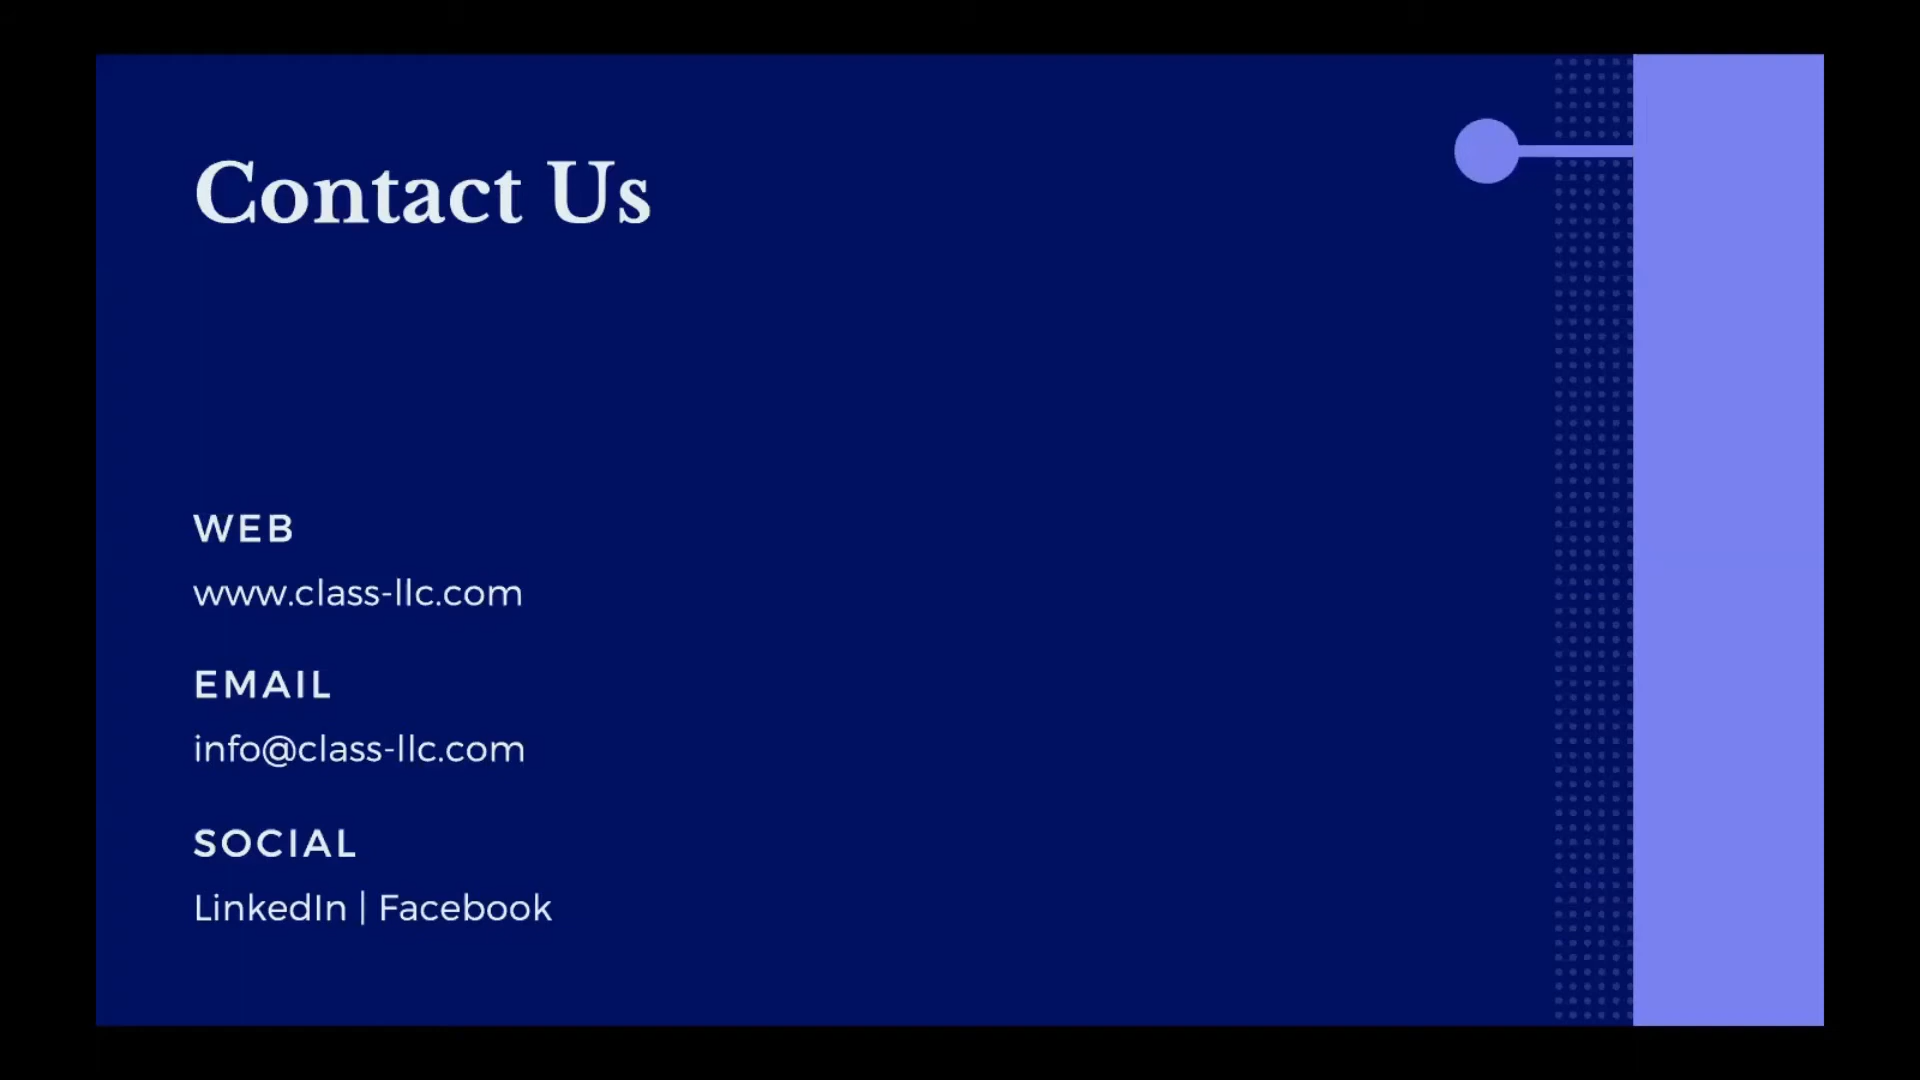 Contact Us
WEB
www.class-llc.com
EMAIL
info@class-llc.com
SOCIAL
LinkedIn | Facebook